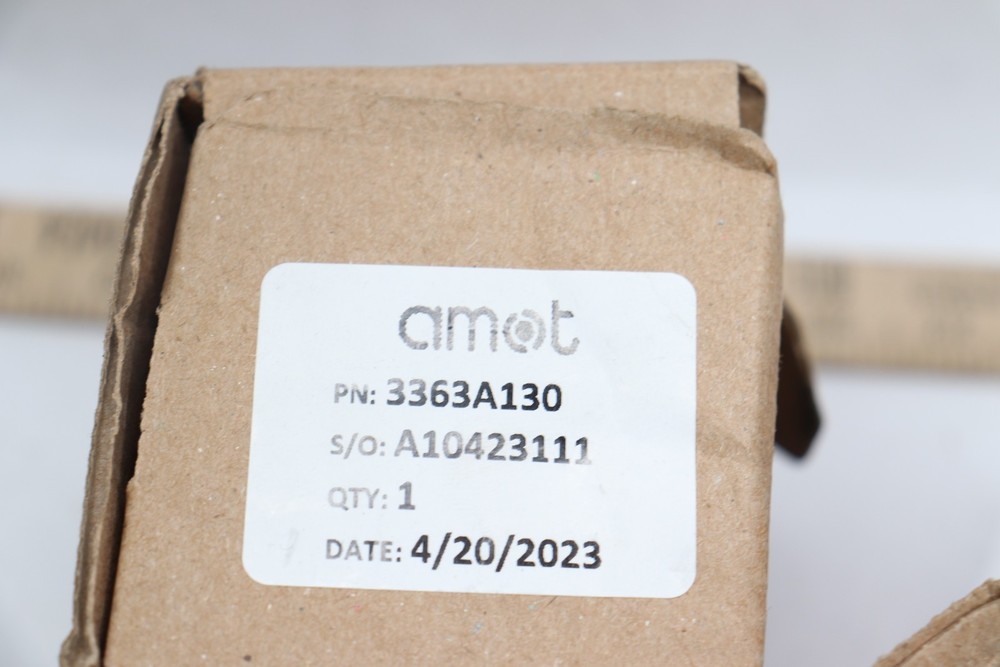 amot
PN: 3363A130
S/O: A10423111
QTY: 1
DATE: 4/20/2023